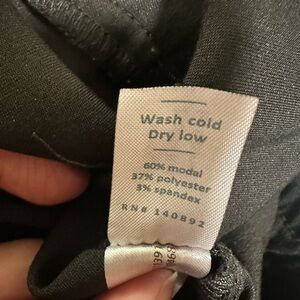 Wash cold
Dry low
60% modal
37% polyester
3% spandex
RN# 140892